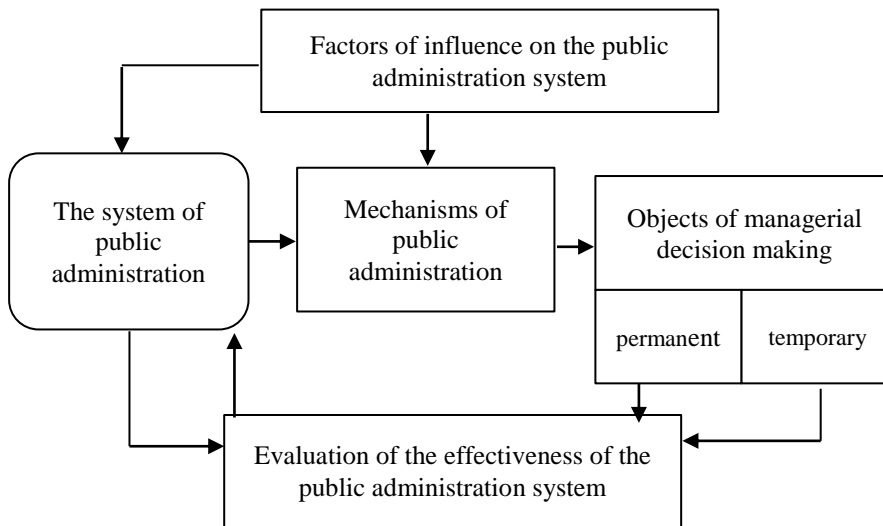 Factors of influence on the public
administration system
The system of
public
administration
Mechanisms of
public
administration
Objects of managerial
decision making
permanent
temporary
Evaluation of the effectiveness of the
public administration system